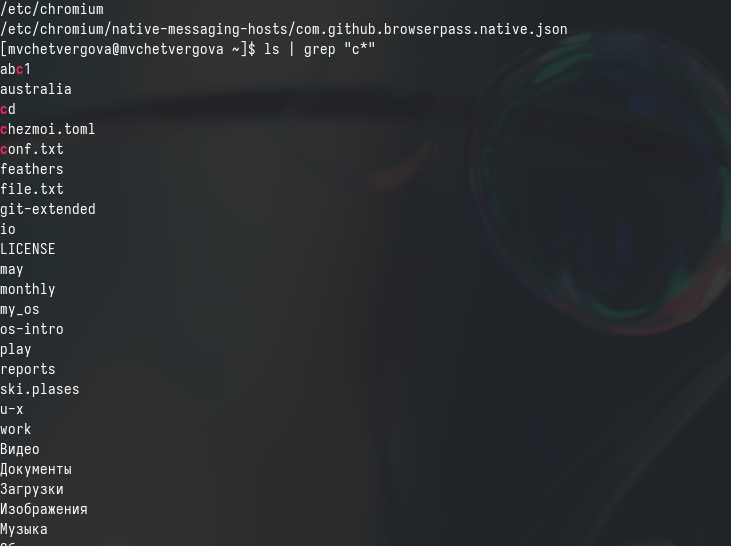 /etc/chromium
/etc/chromium/native-messaging-hosts/com.github.browserpass.native.json
[mvchetvergova@mvchetvergova ~]$ ls | grep "c*"
abc1
australia
cd
chezmoi.toml
conf.txt
feathers
file.txt
git-extended
io
LICENSE
may
monthly
my_os
os-intro
play
reports
ski.plases
u-x
work
Видео
Документы
Загрузки
Изображения
Музыка